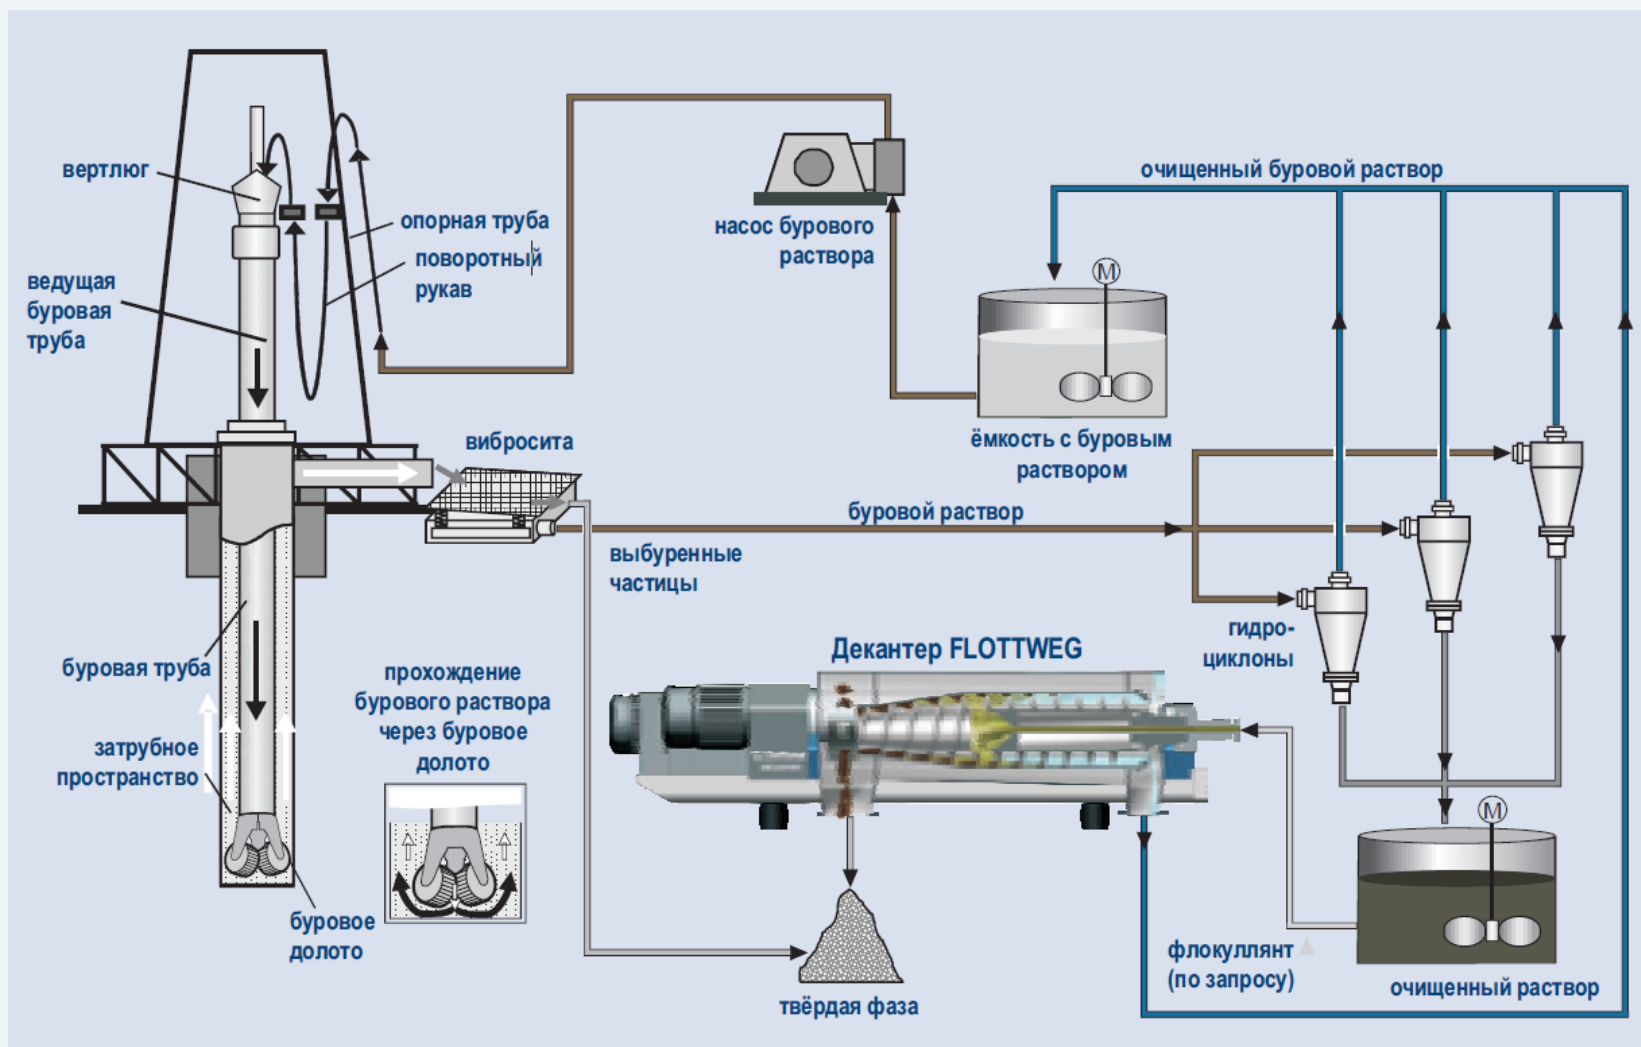 вертлюг
опорная труба
поворотный
рукав
ведущая
буровая
труба
насос бурового
раствора
очищенный буровой раствор
M
ёмкость с буровым
раствором
вибросита
буровой раствор
выбуренные
частицы
гидро-
циклоны
Декантер FLOTTWEG
буровая труба
затрубное
пространство
прохождение
бурового раствора
через буровое
долото
буровое
долото
твёрдая фаза
M
флокуллянт
(по запросу)
очищенный раствор